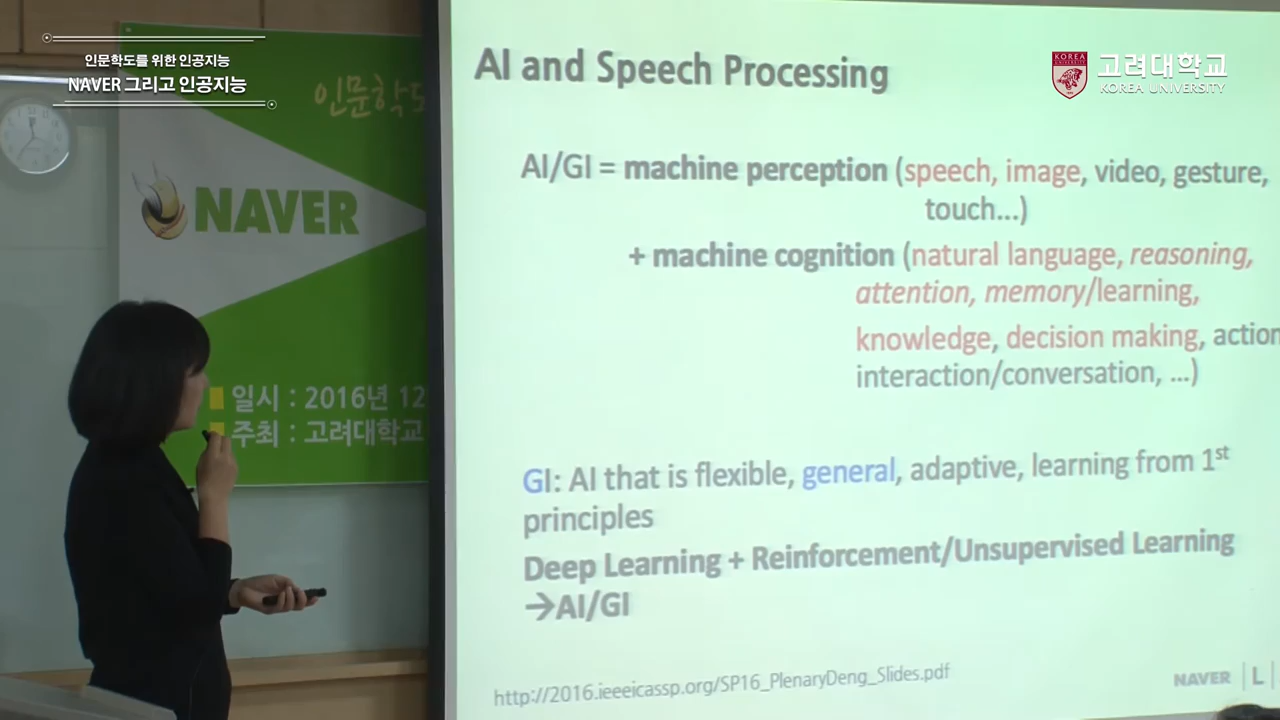 인문학도를 위한 인공지능
NAVER 그리고 인공지능
고려대학교
KOREA UNIVERSITY
KOREA
인문학도
NAVER
일시 : 2016년 12
주최 : 고려대학교
AI and Speech Processing
AI/GI = machine perception (speech, image, video, gesture,
touch...)
+ machine cognition (natural language, reasoning,
attention, memory/learning,
knowledge, decision making, action
interaction/conversation, ...)
GI: AI that is flexible, general, adaptive, learning from 1st
principles
Deep Learning + Reinforcement/Unsupervised Learning
→AI/GI
http://2016.ieeeicassp.org/SP16_PlenaryDeng_Slides.pdf
NAVER | L |